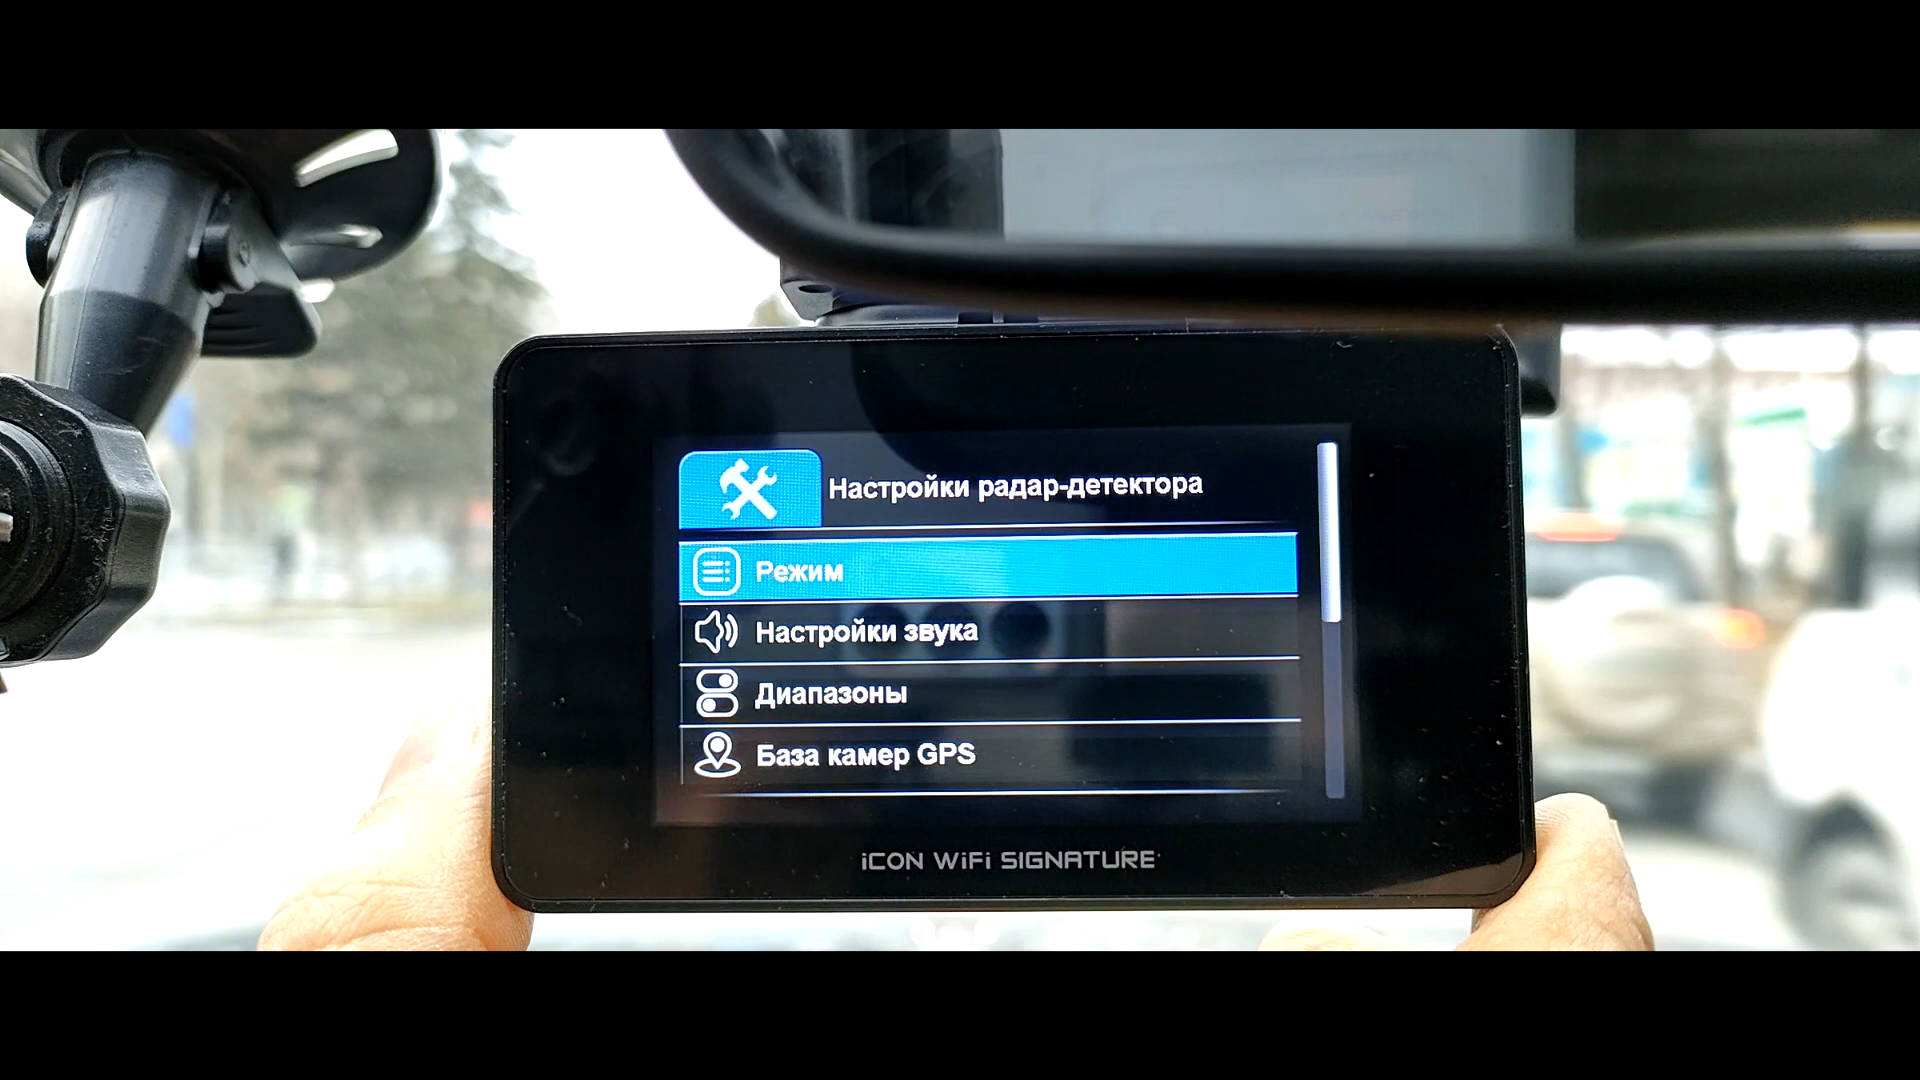 Настройки радар-детектора
Режим
Настройки звука
Диапазоны
База камер GPS
iCON WiFi SIGNATURE